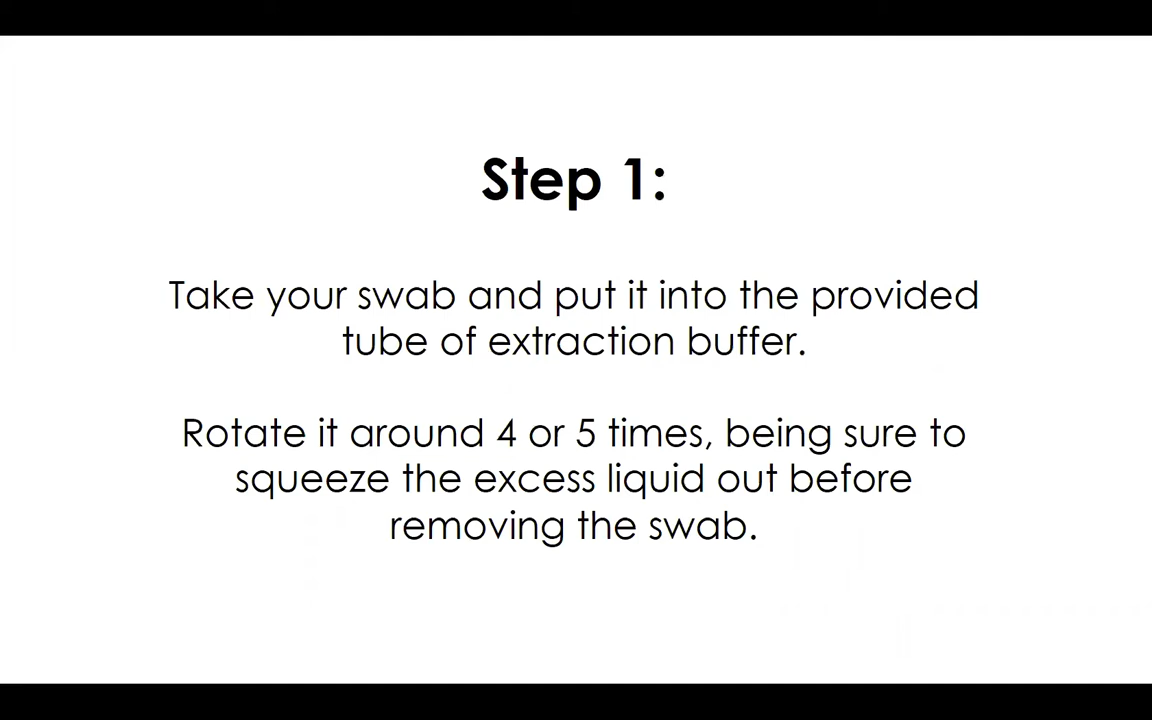 Step 1:
Take your swab and put it into the provided
tube of extraction buffer.
Rotate it around 4 or 5 times, being sure to
squeeze the excess liquid out before
removing the swab.